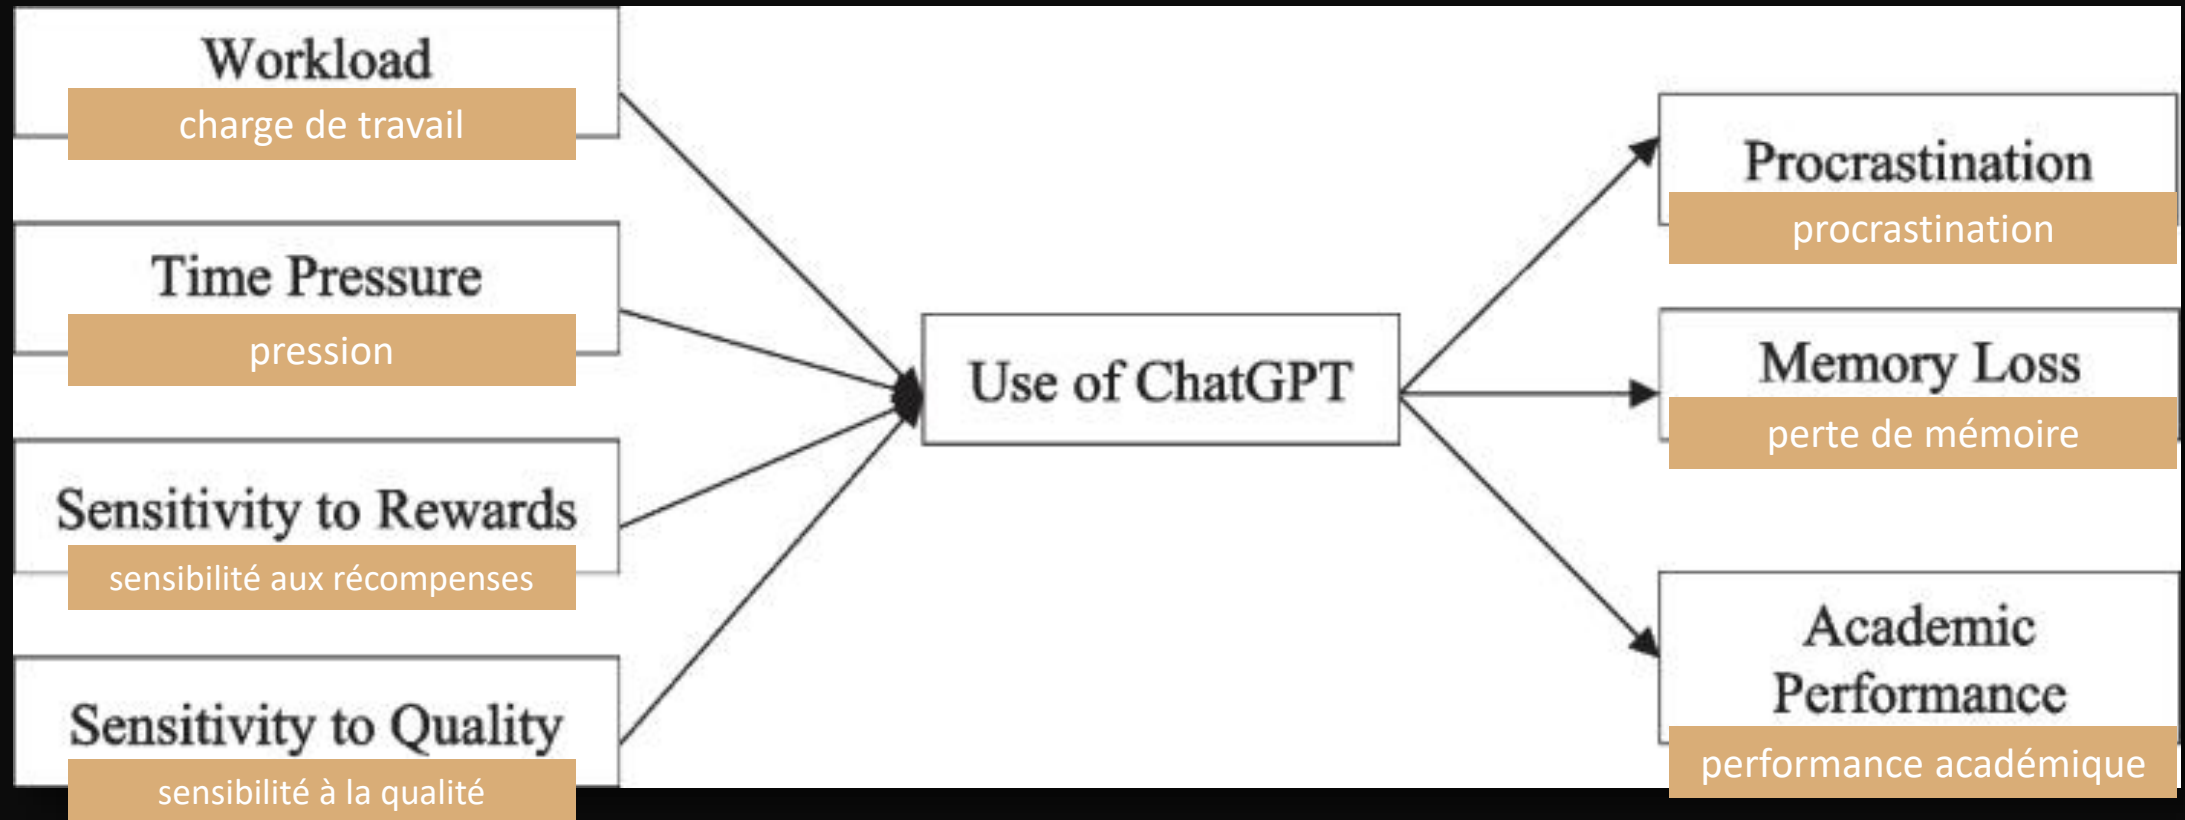 Workload
charge de travail
Time Pressure
pression
Sensitivity to Rewards
sensibilité aux récompenses
Sensitivity to Quality
sensibilité à la qualité
Use of ChatGPT
Procrastination
procrastination
Memory Loss
perte de mémoire
Academic
Performance
performance académique